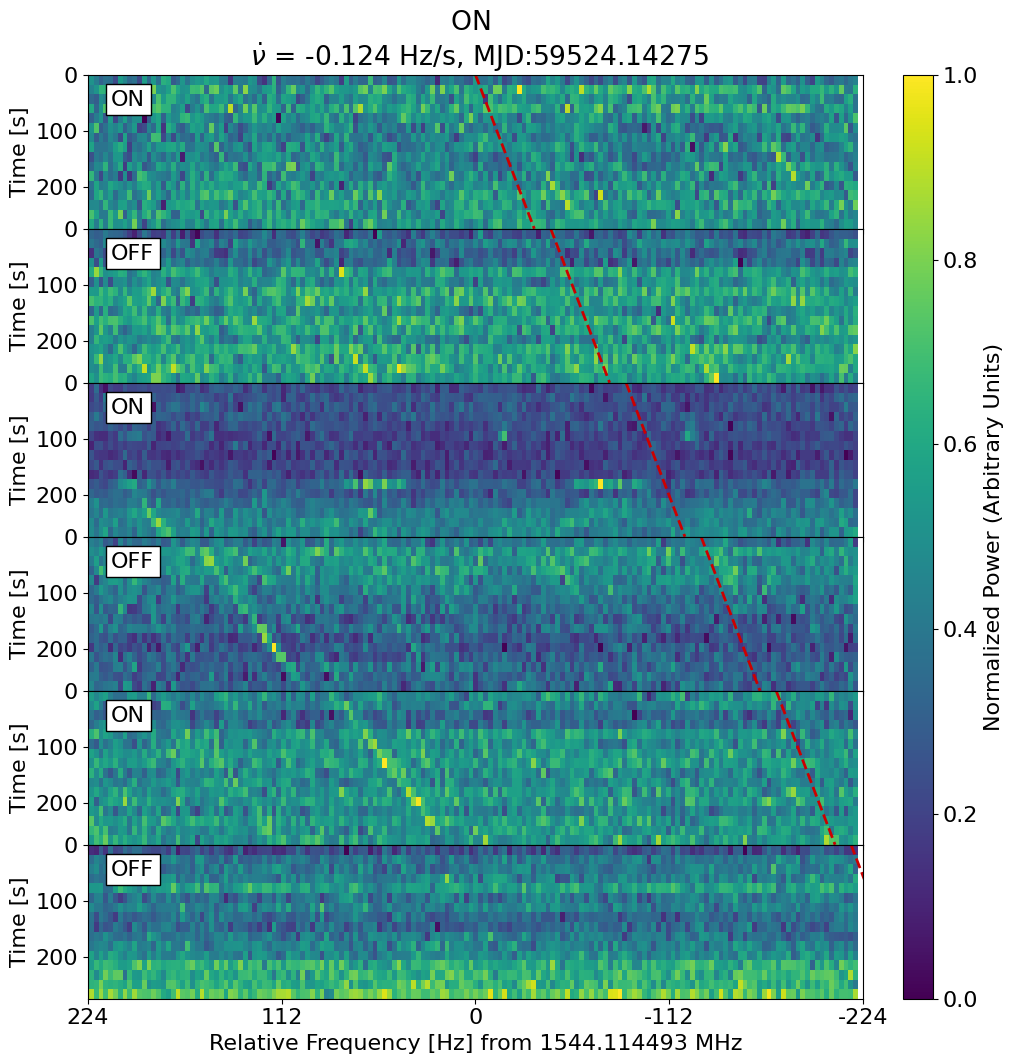 ON
ν̇ = -0.124 Hz/s, MJD:59524.14275
0
ON
100
200
Time [s]
0
OFF
100
200
Time [s]
0
ON
100
200
Time [s]
0
OFF
100
200
Time [s]
0
ON
100
200
Time [s]
0
OFF
100
200
Time [s]
224 112 0 -112 -224
Relative Frequency [Hz] from 1544.114493 MHz
1.0
0.8
0.6
0.4
0.2
0.0
Normalized Power (Arbitrary Units)